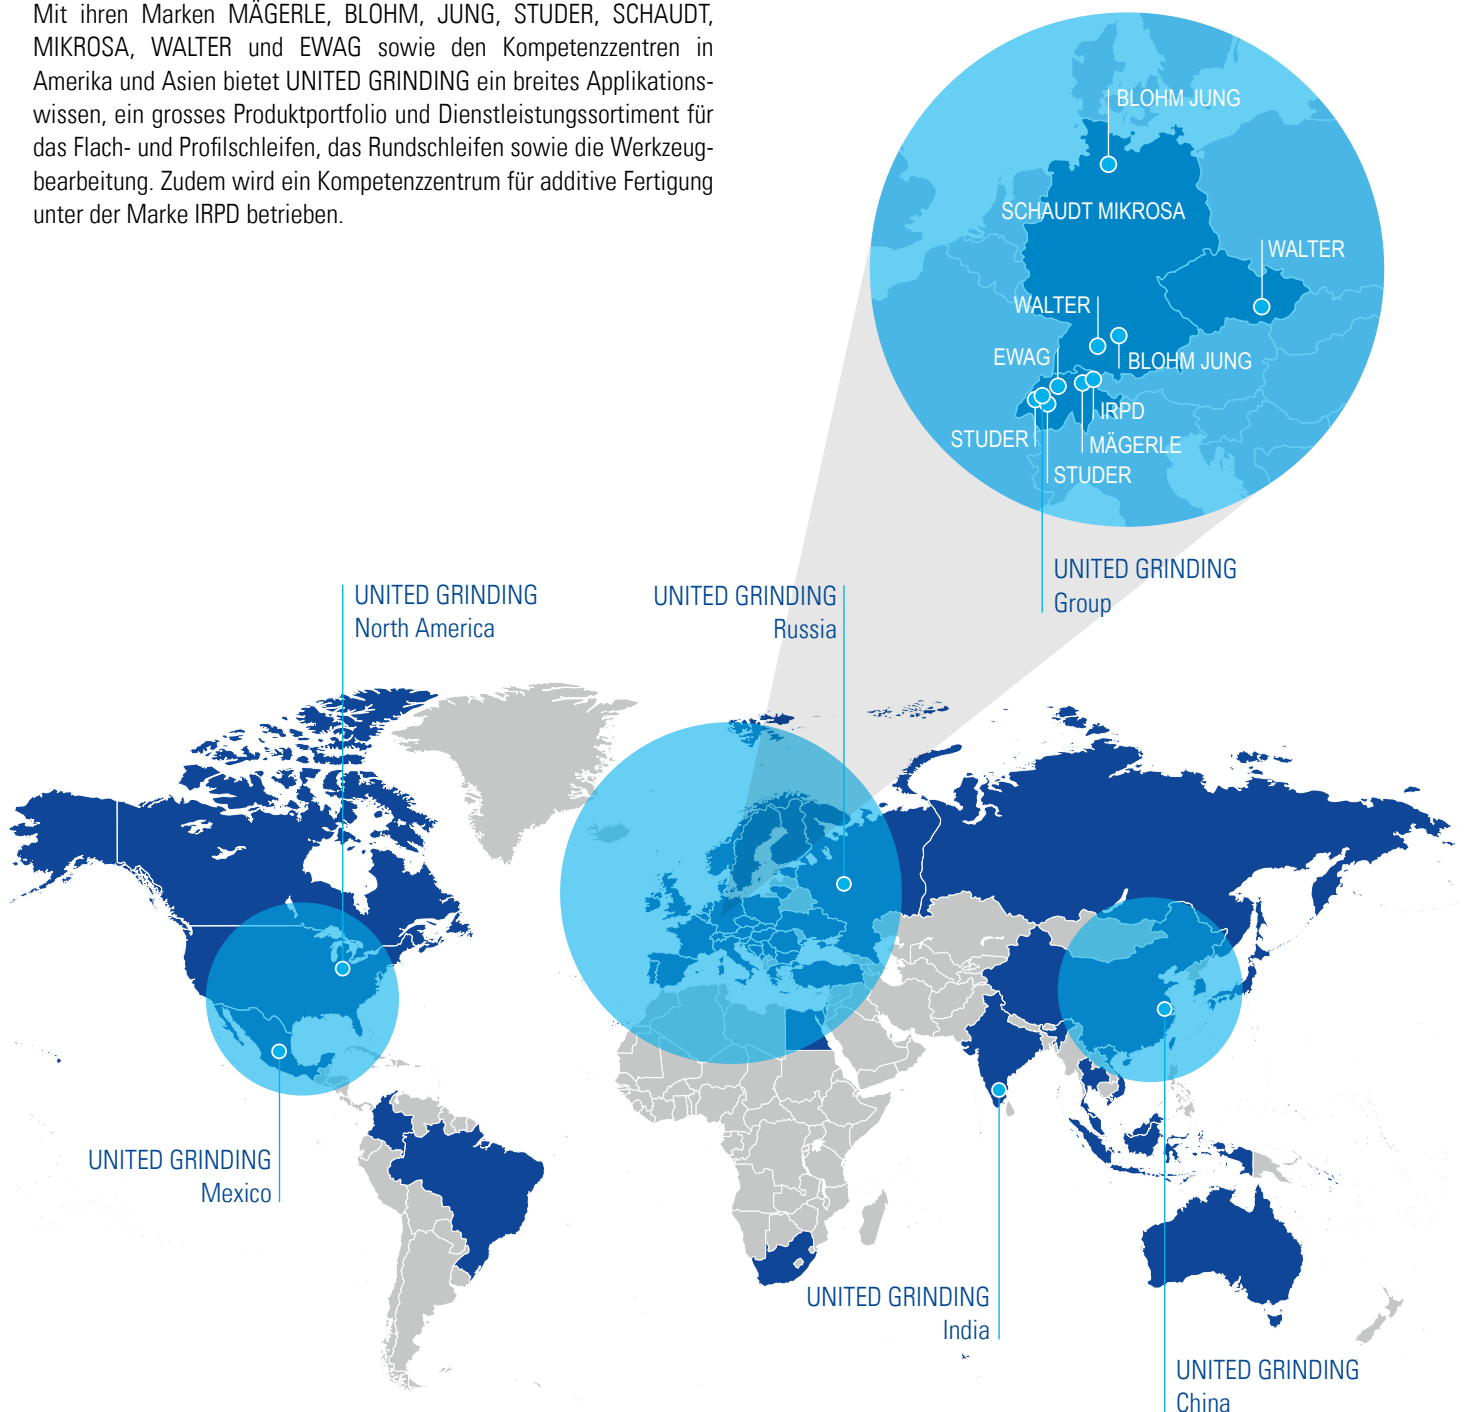 Mit ihren Marken MÄGERLE, BLOHM, JUNG, STUDER, SCHAUDT,
MIKROSA, WALTER und EWAG sowie den Kompetenzzentren in
Amerika und Asien bietet UNITED GRINDING ein breites Applikations-
wissen, ein grosses Produktportfolio und Dienstleistungssortiment für
das Flach- und Profilschleifen, das Rundschleifen sowie die Werkzeug-
bearbeitung. Zudem wird ein Kompetenzzentrum für additive Fertigung
unter der Marke IRPD betrieben.
BLOHM JUNG
SCHAUDT MIKROSA
WALTER
WALTER
EWAG
BLOHM JUNG
IRPD
STUDER
MÄGERLE
STUDER
UNITED GRINDING
Group
UNITED GRINDING
North America
UNITED GRINDING
Russia
UNITED GRINDING
Mexico
UNITED GRINDING
India
UNITED GRINDING
China